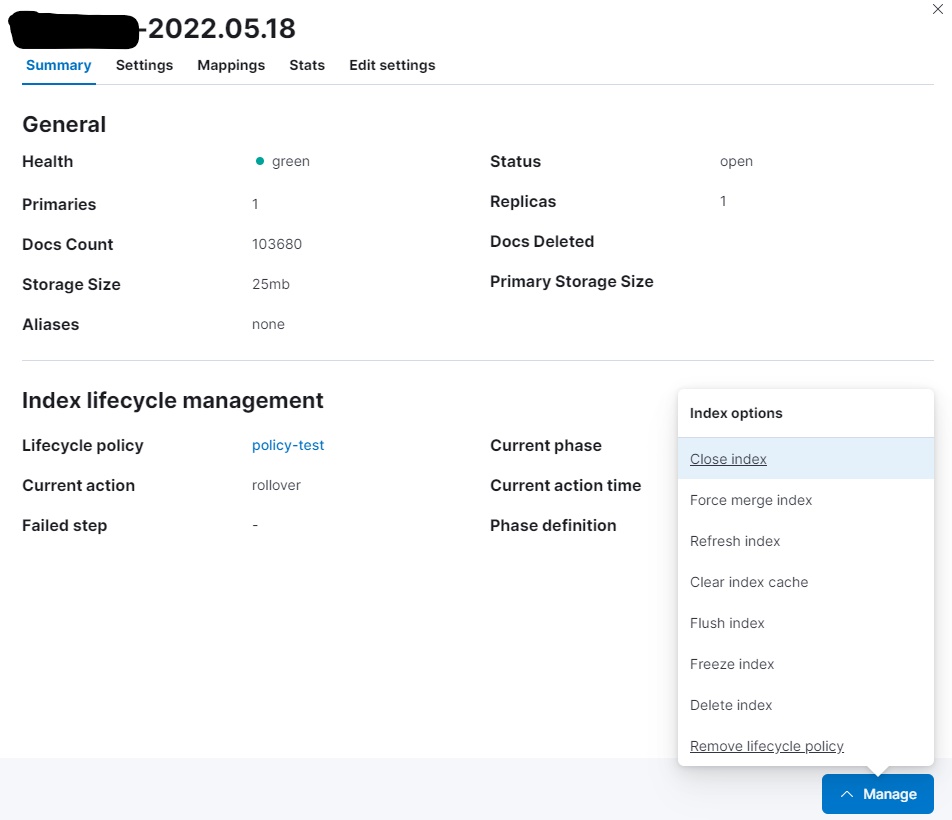 -2022.05.18
Summary Settings Mappings Stats Edit settings
General
Health green Status open
Primaries 1 Replicas 1
Docs Count 103680 Docs Deleted
Storage Size 25mb Primary Storage Size
Aliases none
Index lifecycle management
Lifecycle policy policy-test Current phase
Current action rollover Current action time
Failed step - Phase definition
Index options
Close index
Force merge index
Refresh index
Clear index cache
Flush index
Freeze index
Delete index
Remove lifecycle policy
Manage